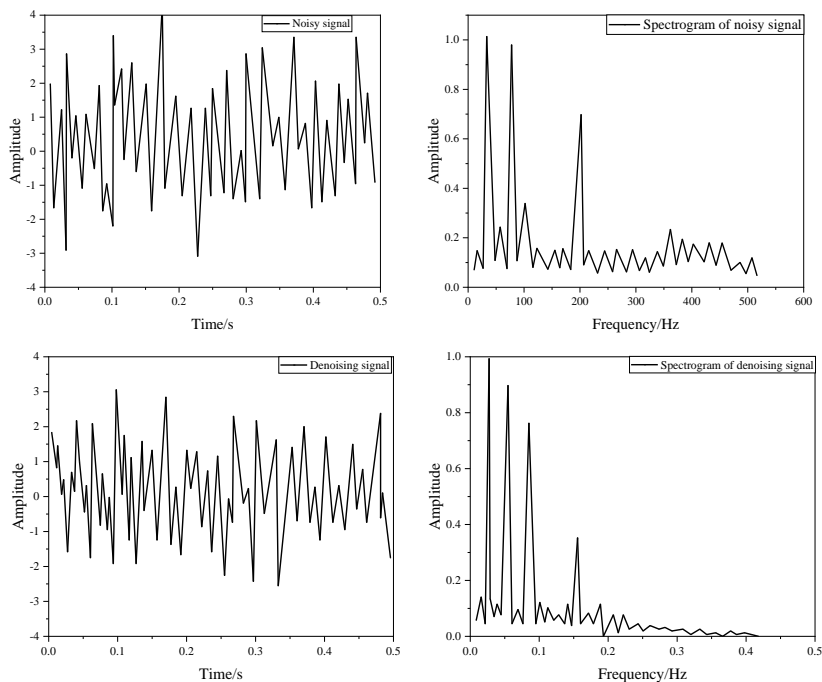 Noisy signal
4
3
2
1
0
-1
-2
-3
-4
Amplitude
0.0 0.1 0.2 0.3 0.4 0.5
Time/s
Spectrogram of noisy signal
1.0
0.8
0.6
0.4
0.2
0.0
Amplitude
0 100 200 300 400 500 600
Frequency/Hz
Denoising signal
4
3
2
1
0
-1
-2
-3
-4
Amplitude
0.0 0.1 0.2 0.3 0.4 0.5
Time/s
Spectrogram of denoising signal
1.0
0.8
0.6
0.4
0.2
0.0
Amplitude
0.0 0.1 0.2 0.3 0.4 0.5
Frequency/Hz